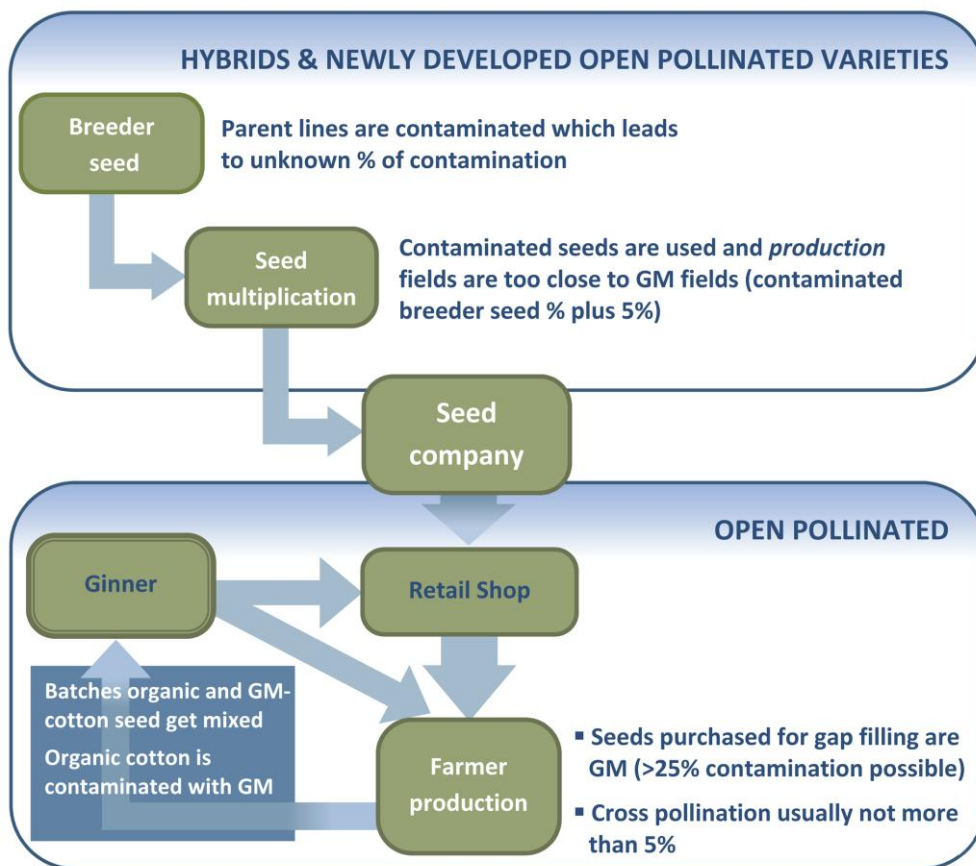 HYBRIDS & NEWLY DEVELOPED OPEN POLLINATED VARIETIES
Breeder
seed
Parent lines are contaminated which leads
to unknown % of contamination
Seed
multiplication
Contaminated seeds are used and production
fields are too close to GM fields (contaminated
breeder seed % plus 5%)
Seed
company
OPEN POLLINATED
Ginner
Retail Shop
Batches organic and GM-
cotton seed get mixed
Organic cotton is
contaminated with GM
Farmer
production
▪ Seeds purchased for gap filling are
GM (>25% contamination possible)
▪ Cross pollination usually not more
than 5%